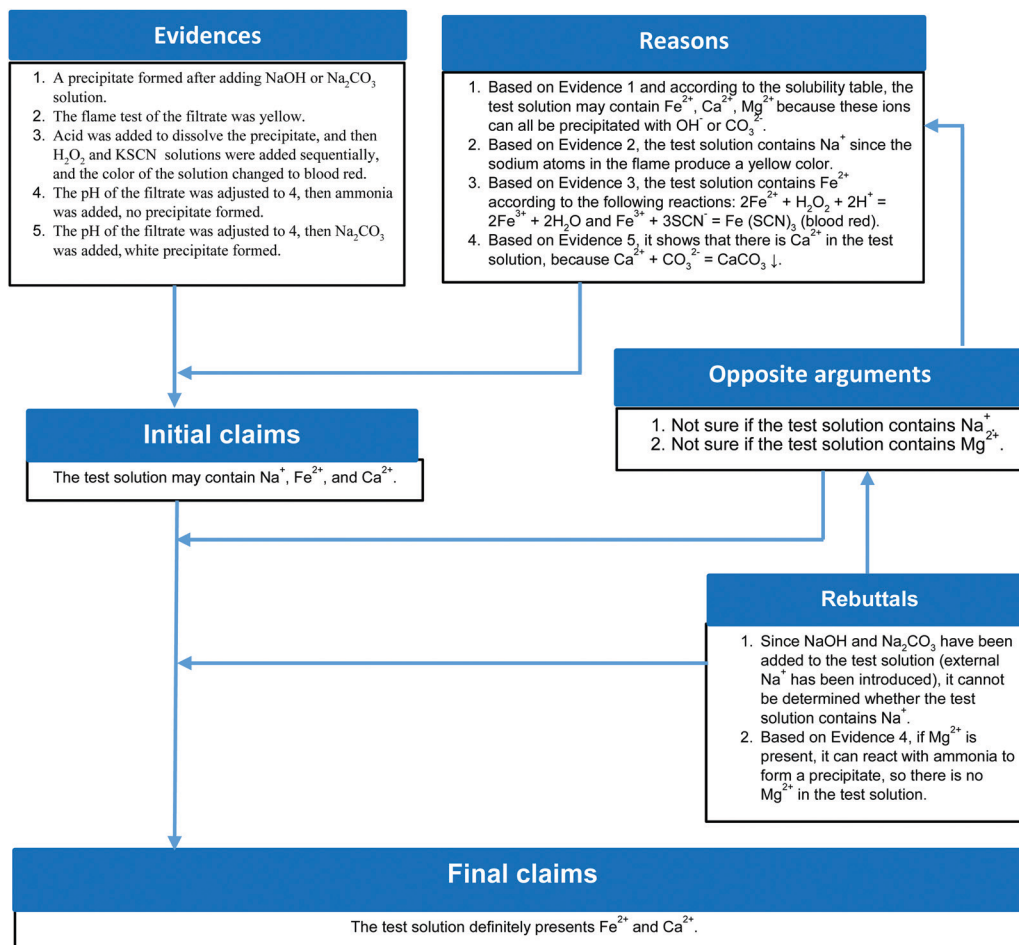 Evidences
1. A precipitate formed after adding NaOH or Na₂CO₃
solution.
2. The flame test of the filtrate was yellow.
3. Acid was added to dissolve the precipitate, and then
H₂O₂ and KSCN solutions were added sequentially,
and the color of the solution changed to blood red.
4. The pH of the filtrate was adjusted to 4, then ammonia
was added, no precipitate formed.
5. The pH of the filtrate was adjusted to 4, then Na₂CO₃
was added, white precipitate formed.
Reasons
1. Based on Evidence 1 and according to the solubility table, the
test solution may contain Fe²⁺, Ca²⁺, Mg²⁺ because these ions
can all be precipitated with OH⁻ or CO₃²⁻.
2. Based on Evidence 2, the test solution contains Na⁺ since the
sodium atoms in the flame produce a yellow color.
3. Based on Evidence 3, the test solution contains Fe²⁺
according to the following reactions: 2Fe²⁺ + H₂O₂ + 2H⁺ =
2Fe³⁺ + 2H₂O and Fe³⁺ + 3SCN⁻ = Fe (SCN)₃ (blood red).
4. Based on Evidence 5, it shows that there is Ca²⁺ in the test
solution, because Ca²⁺ + CO₃²⁻ = CaCO₃ ↓.
Opposite arguments
1. Not sure if the test solution contains Na⁺.
2. Not sure if the test solution contains Mg²⁺.
Initial claims
The test solution may contain Na⁺, Fe²⁺, and Ca²⁺.
Rebuttals
1. Since NaOH and Na₂CO₃ have been
added to the test solution (external
Na⁺ has been introduced), it cannot
be determined whether the test
solution contains Na⁺.
2. Based on Evidence 4, if Mg²⁺ is
present, it can react with ammonia to
form a precipitate, so there is no
Mg²⁺ in the test solution.
Final claims
The test solution definitely presents Fe²⁺ and Ca²⁺.